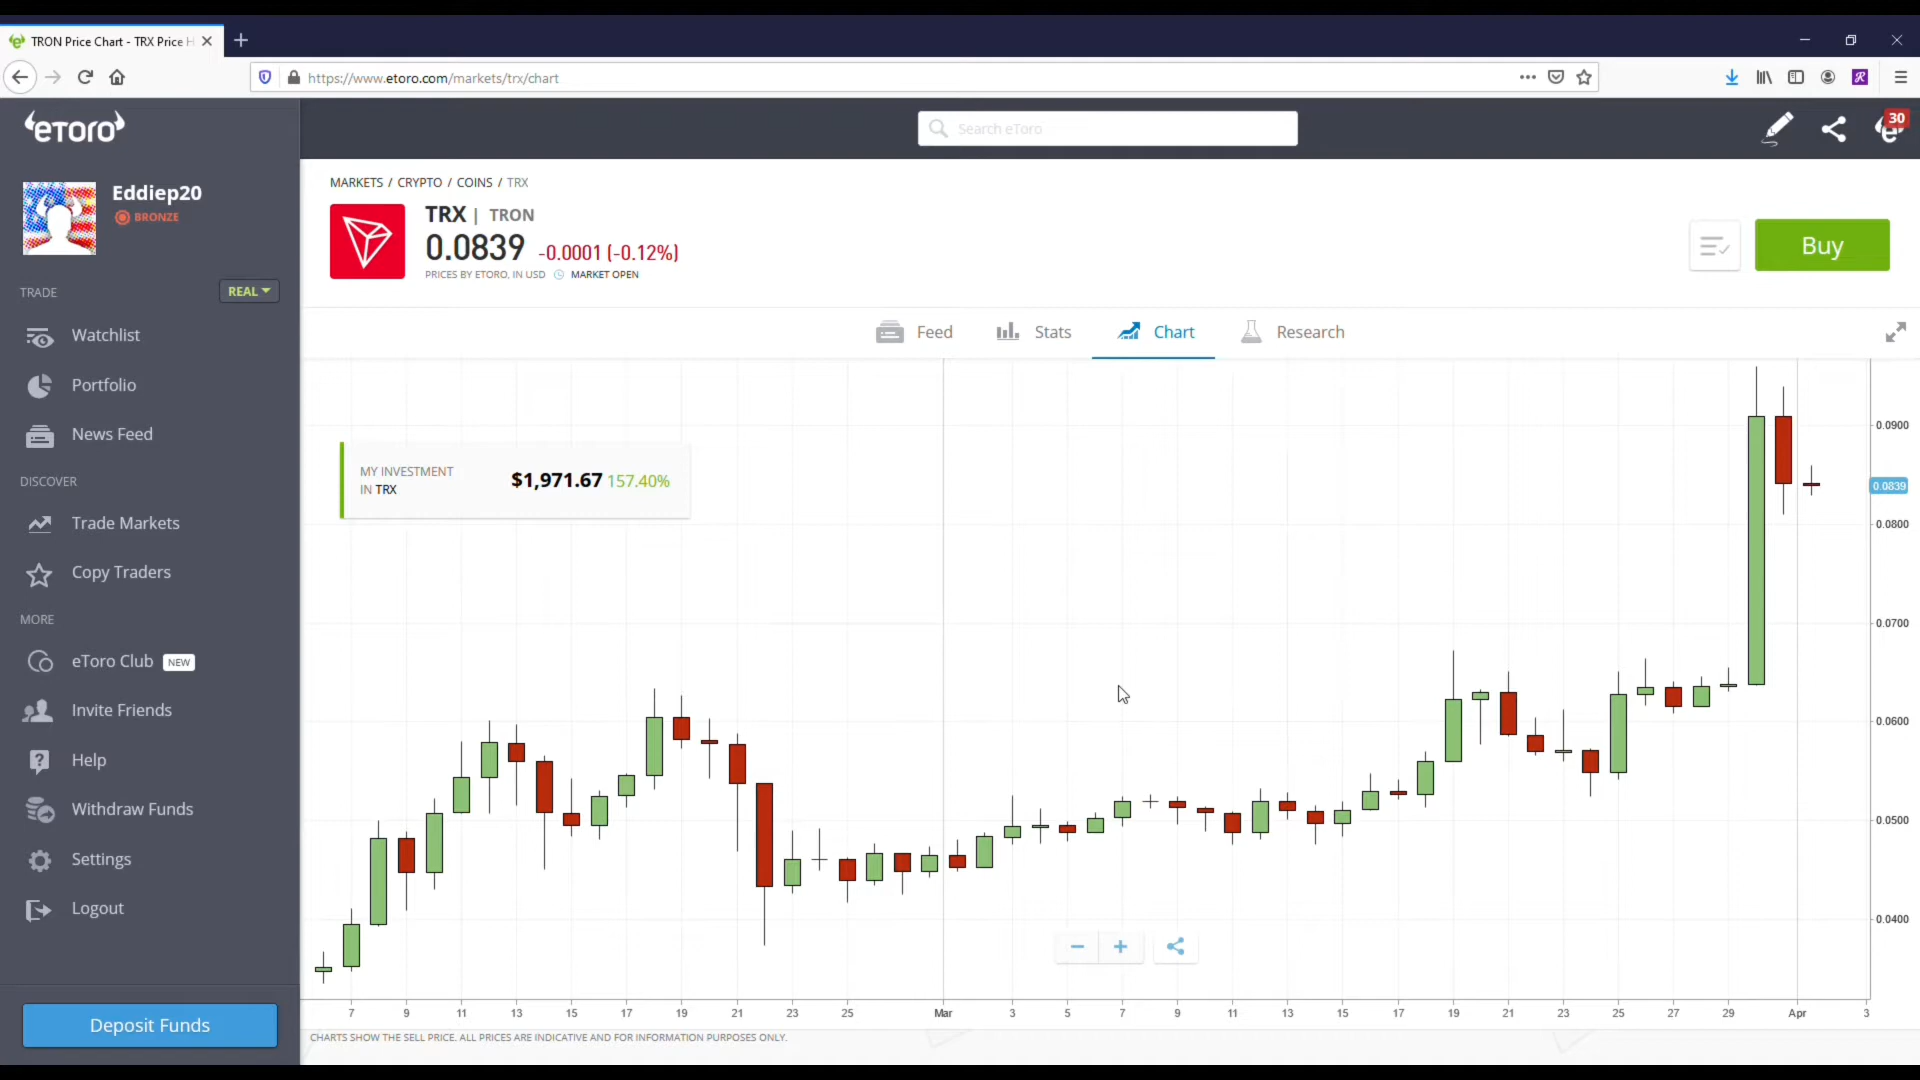 TRON Price Chart - TRX Price H
https://www.etoro.com/markets/trx/chart
eToro
Search eToro
30
Eddiep20
BRONZE
TRADE
REAL
Watchlist
Portfolio
News Feed
DISCOVER
Trade Markets
Copy Traders
MORE
eToro Club NEW
Invite Friends
Help
Withdraw Funds
Settings
Logout
Deposit Funds
MARKETS / CRYPTO / COINS / TRX
TRX | TRON
0.0839 -0.0001 (-0.12%)
PRICES BY ETORO, IN USD MARKET OPEN
Buy
Feed Stats Chart Research
MY INVESTMENT
IN TRX
$1,971.67 157.40%
0.0900
0.0839
0.0800
0.0700
0.0600
0.0500
0.0400
7 9 11 13 15 17 19 21 23 25 Mar 3 5 7 9 11 13 15 17 19 21 23 25 27 29 Apr 3
CHARTS SHOW THE SELL PRICE. ALL PRICES ARE INDICATIVE AND FOR INFORMATION PURPOSES ONLY.